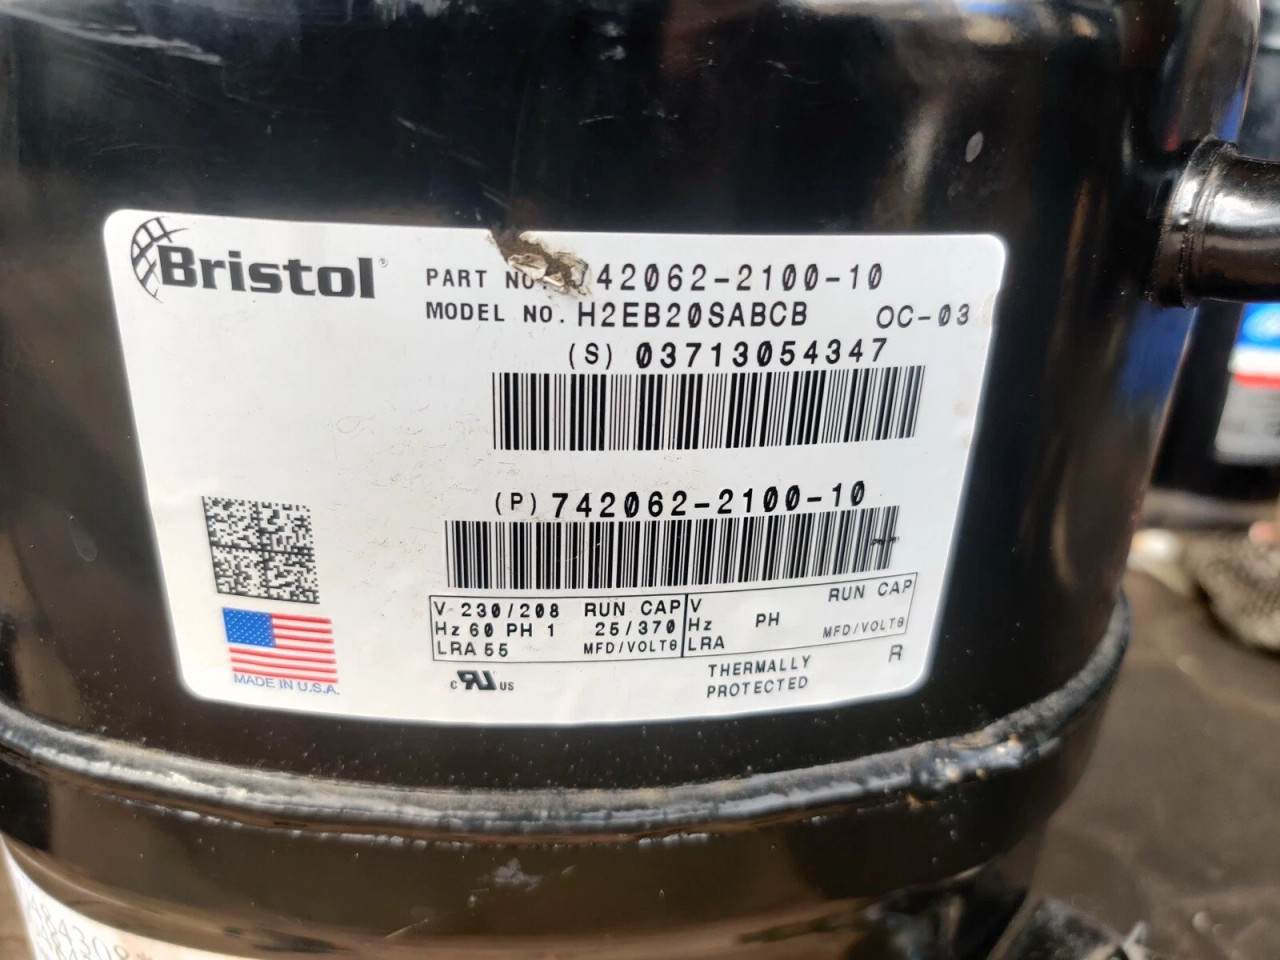 Bristol
PART NO. 42062-2100-10
MODEL NO. H2EB20SABCB OC-03
(S) 03713054347
(P) 742062-2100-10
V 230/208 RUN CAP
Hz 60 PH 1 25/370
LRA 55 MFD/VOLTS
V RUN CAP
Hz PH
LRA MFD/VOLTS
c RU US
THERMALLY
PROTECTED
R
MADE IN U.S.A.